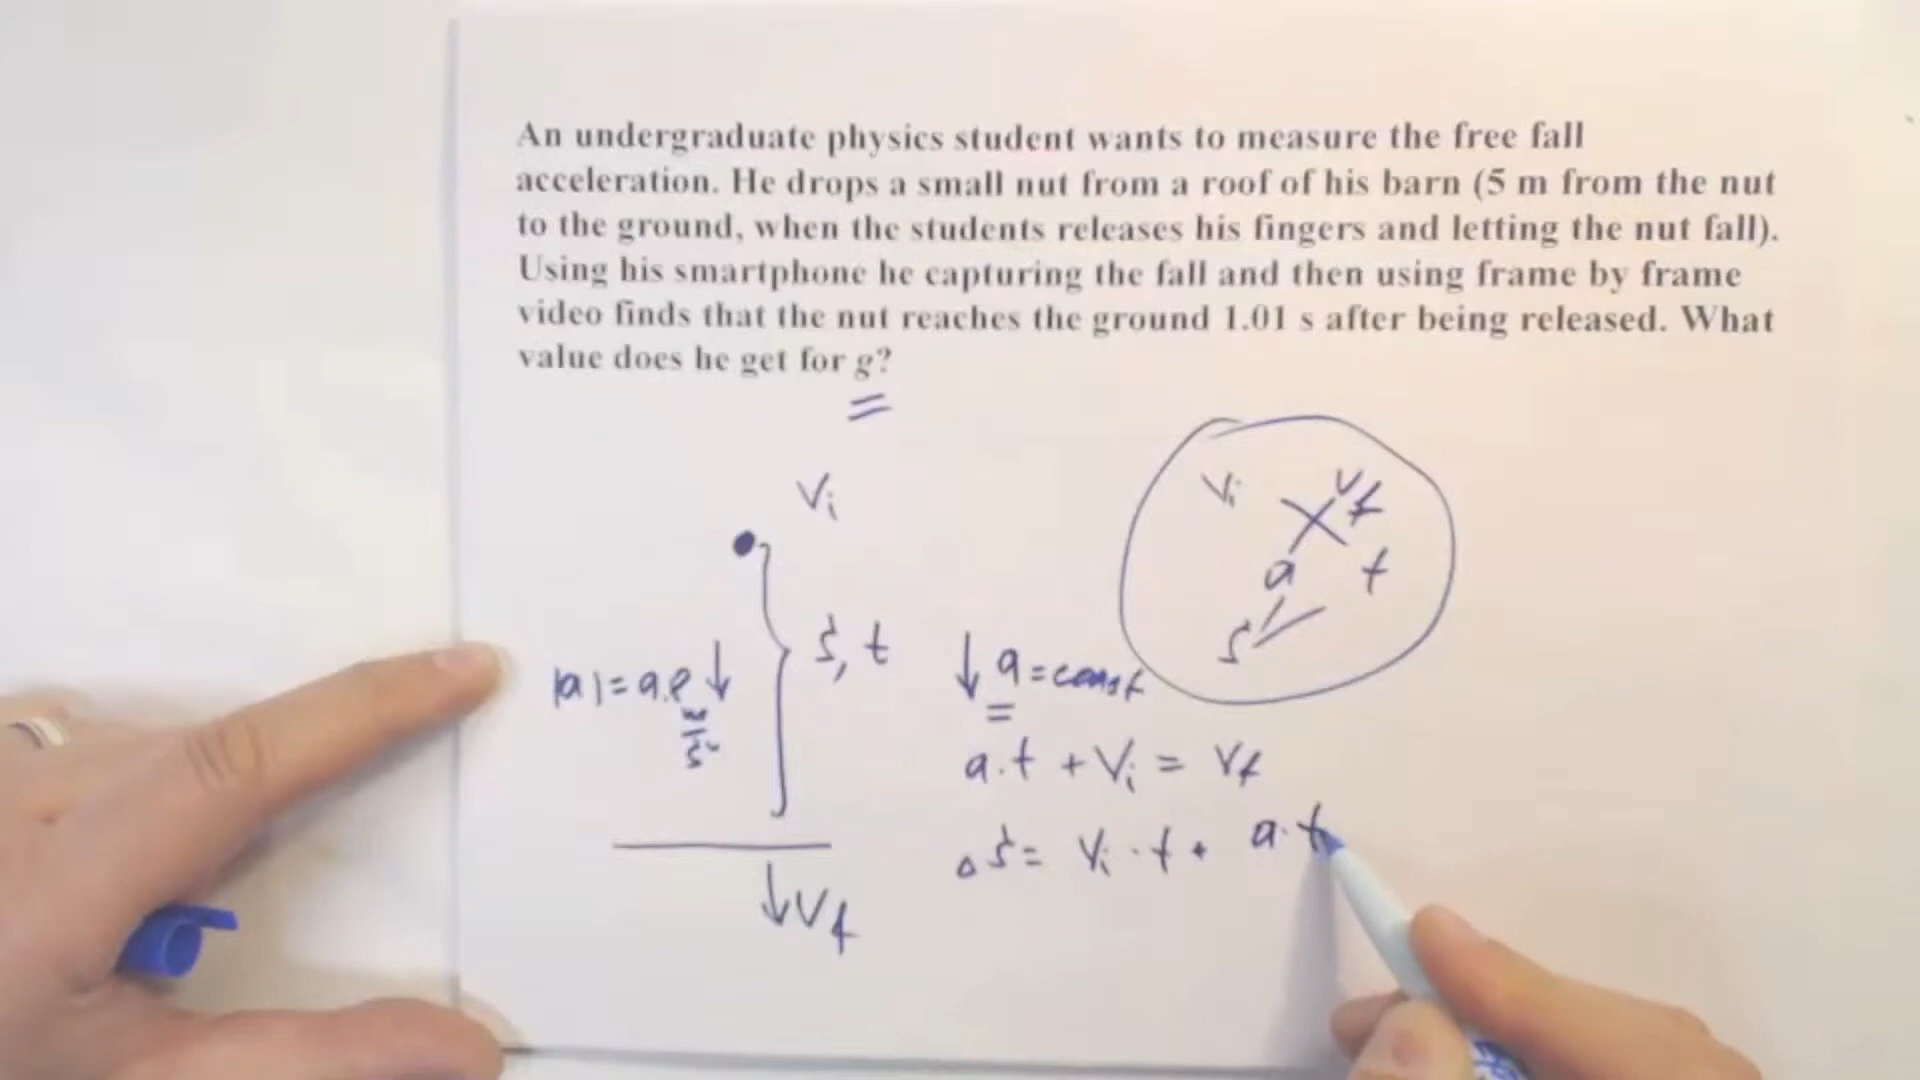 An undergraduate physics student wants to measure the free fall
acceleration. He drops a small nut from a roof of his barn (5 m from the nut
to the ground, when the students releases his fingers and letting the nut fall).
Using his smartphone he capturing the fall and then using frame by frame
video finds that the nut reaches the ground 1.01 s after being released. What
value does he get for g?
Vi
Vi Vf
a t
S
S, t
|a|=9.8 m/s²
a=const
a.t + Vi = Vf
ΔS= Vi · t + a.t
Vf